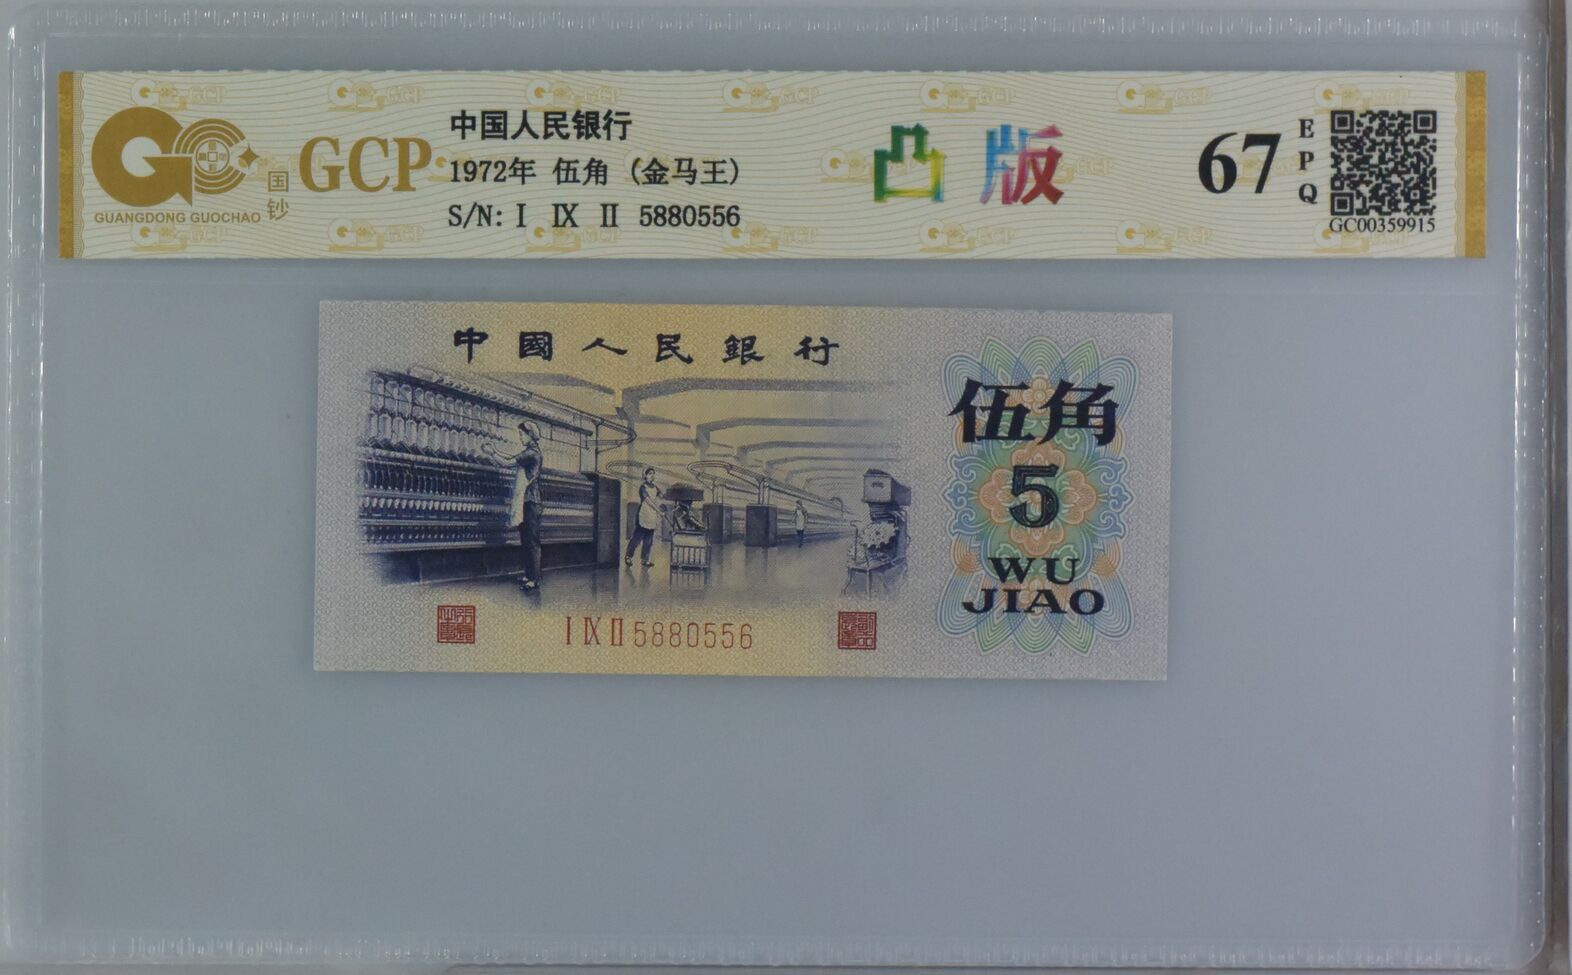 GUANGDONG GUOCHAO
国钞
GCP
中国人民银行
1972年 伍角 (金马王)
S/N: I IX II 5880556
凸版
67
EPQ
GC00359915
中國人民銀行
伍角
5
WU
JIAO
I IX II 5880556